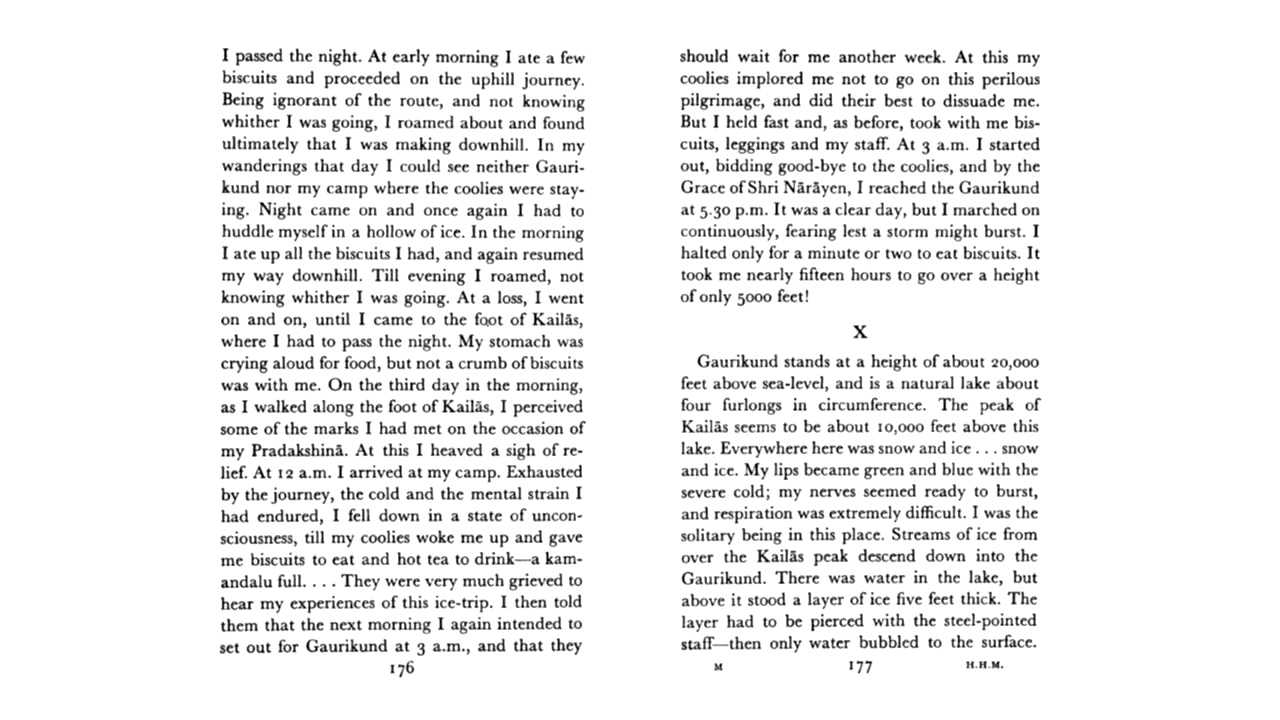 I passed the night. At early morning I ate a few
biscuits and proceeded on the uphill journey.
Being ignorant of the route, and not knowing
whither I was going, I roamed about and found
ultimately that I was making downhill. In my
wanderings that day I could see neither Gauri-
kund nor my camp where the coolies were stay-
ing. Night came on and once again I had to
huddle myself in a hollow of ice. In the morning
I ate up all the biscuits I had, and again resumed
my way downhill. Till evening I roamed, not
knowing whither I was going. At a loss, I went
on and on, until I came to the foot of Kailās,
where I had to pass the night. My stomach was
crying aloud for food, but not a crumb of biscuits
was with me. On the third day in the morning,
as I walked along the foot of Kailās, I perceived
some of the marks I had met on the occasion of
my Pradakshinā. At this I heaved a sigh of re-
lief. At 12 a.m. I arrived at my camp. Exhausted
by the journey, the cold and the mental strain I
had endured, I fell down in a state of uncon-
sciousness, till my coolies woke me up and gave
me biscuits to eat and hot tea to drink—a kam-
andalu full. . . . They were very much grieved to
hear my experiences of this ice-trip. I then told
them that the next morning I again intended to
set out for Gaurikund at 3 a.m., and that they
176
should wait for me another week. At this my
coolies implored me not to go on this perilous
pilgrimage, and did their best to dissuade me.
But I held fast and, as before, took with me bis-
cuits, leggings and my staff. At 3 a.m. I started
out, bidding good-bye to the coolies, and by the
Grace of Shri Nārāyen, I reached the Gaurikund
at 5.30 p.m. It was a clear day, but I marched on
continuously, fearing lest a storm might burst. I
halted only for a minute or two to eat biscuits. It
took me nearly fifteen hours to go over a height
of only 5000 feet!
X
Gaurikund stands at a height of about 20,000
feet above sea-level, and is a natural lake about
four furlongs in circumference. The peak of
Kailās seems to be about 10,000 feet above this
lake. Everywhere here was snow and ice . . . snow
and ice. My lips became green and blue with the
severe cold; my nerves seemed ready to burst,
and respiration was extremely difficult. I was the
solitary being in this place. Streams of ice from
over the Kailās peak descend down into the
Gaurikund. There was water in the lake, but
above it stood a layer of ice five feet thick. The
layer had to be pierced with the steel-pointed
staff—then only water bubbled to the surface.
M 177 H.H.M.